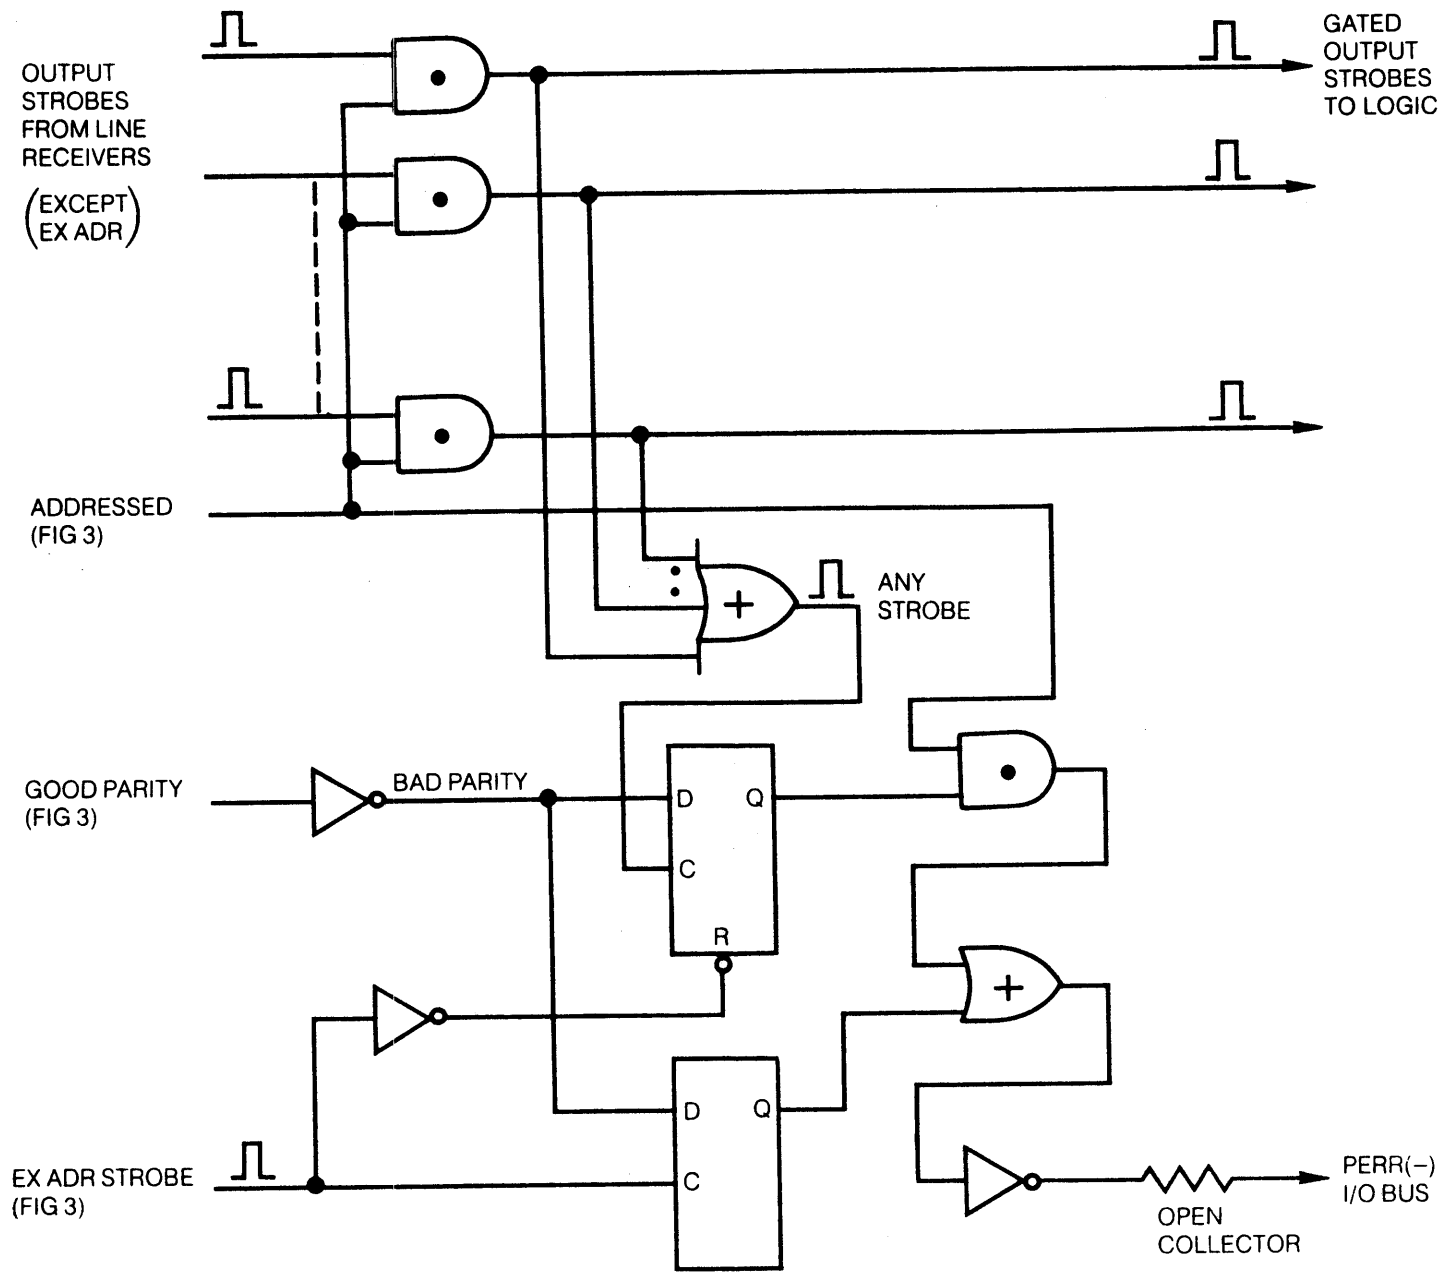 OUTPUT
STROBES
FROM LINE
RECEIVERS
(EXCEPT
EX ADR)
GATED
OUTPUT
STROBES
TO LOGIC
ADDRESSED
(FIG 3)
+
ANY
STROBE
GOOD PARITY
(FIG 3)
BAD PARITY
D
Q
C
R
+
D
Q
C
EX ADR STROBE
(FIG 3)
PERR(−)
I/O BUS
OPEN
COLLECTOR